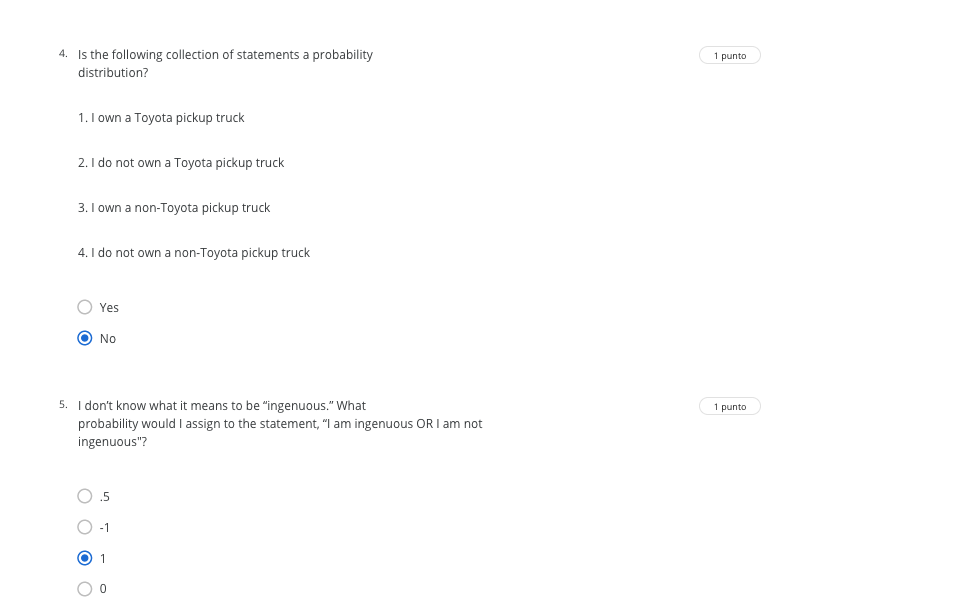 4. Is the following collection of statements a probability
distribution?
1 punto
1. I own a Toyota pickup truck
2. I do not own a Toyota pickup truck
3. I own a non-Toyota pickup truck
4. I do not own a non-Toyota pickup truck
Yes
No
5. I don’t know what it means to be “ingenuous.” What
probability would I assign to the statement, “I am ingenuous OR I am not
ingenuous"?
1 punto
.5
-1
1
0